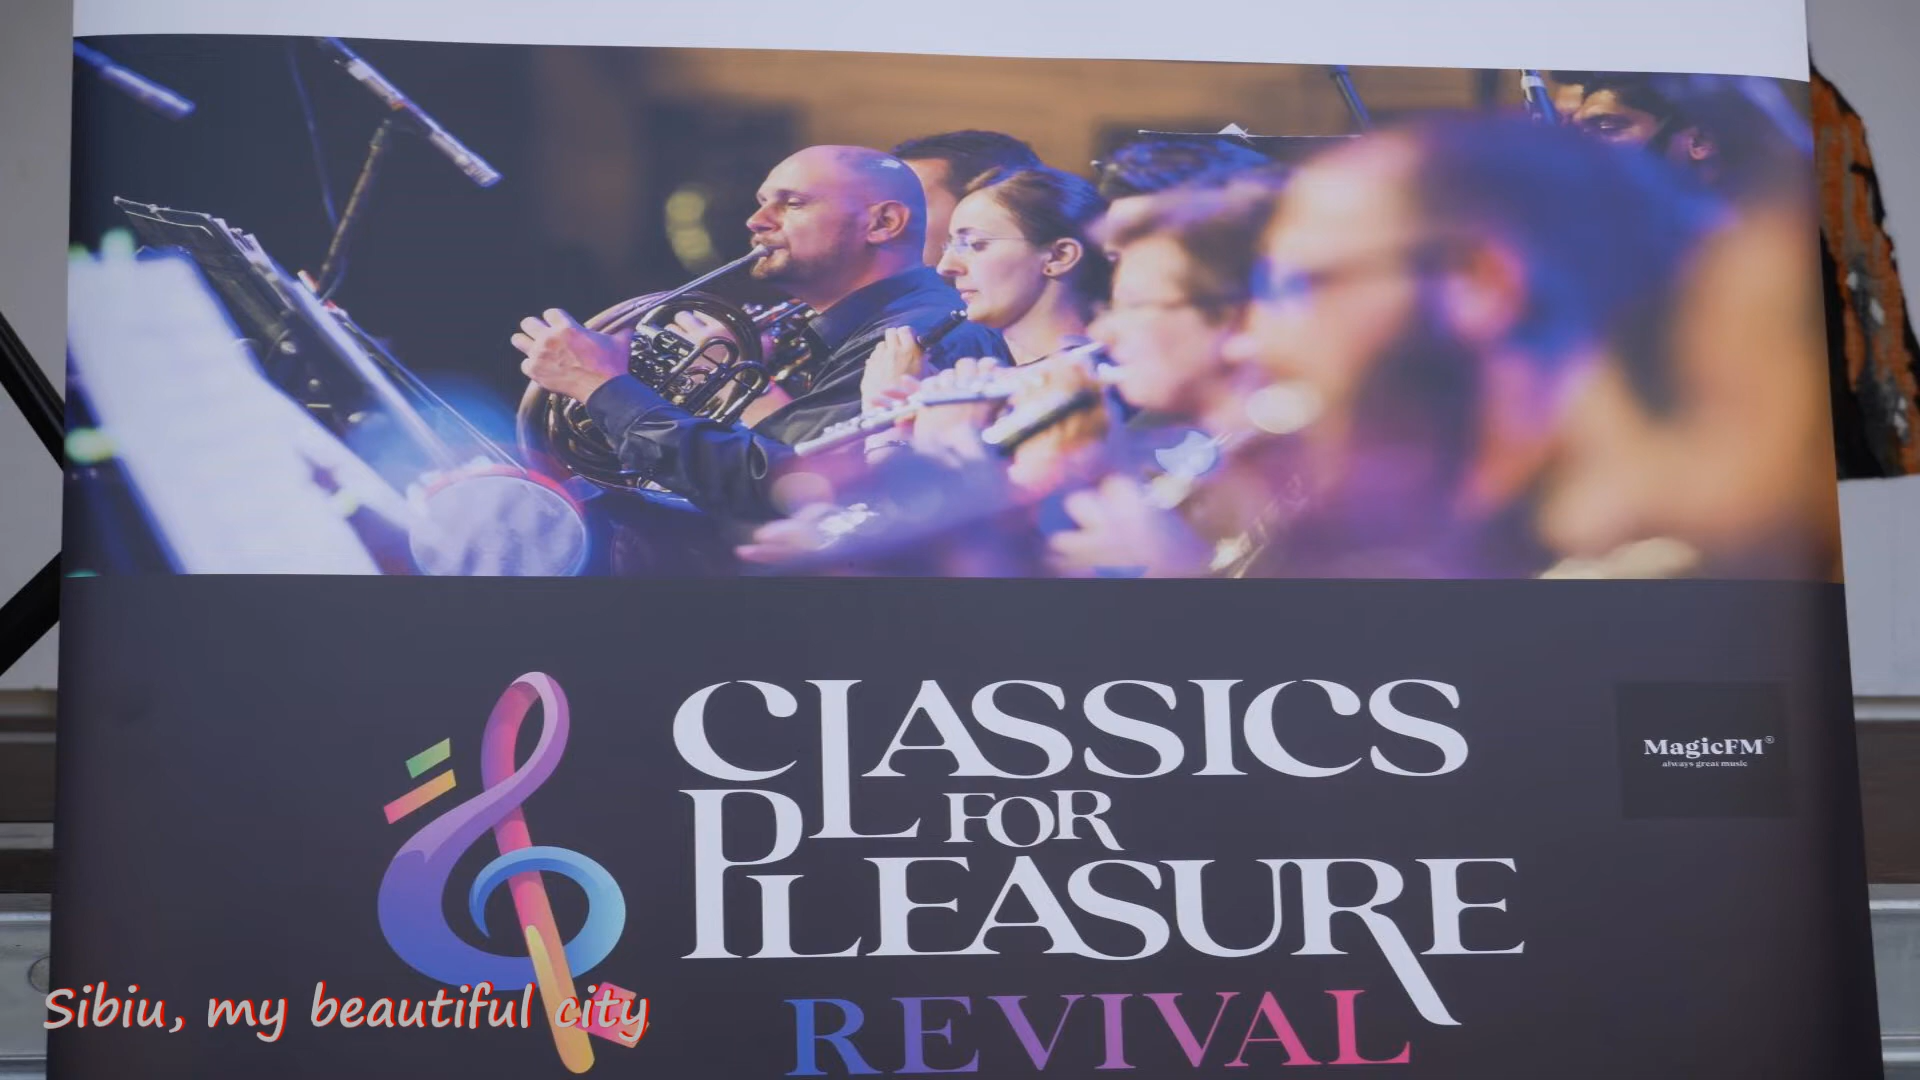 CLASSICS
FOR
PLEASURE
REVIVAL
MagicFM®
always great music
Sibiu, my beautiful city